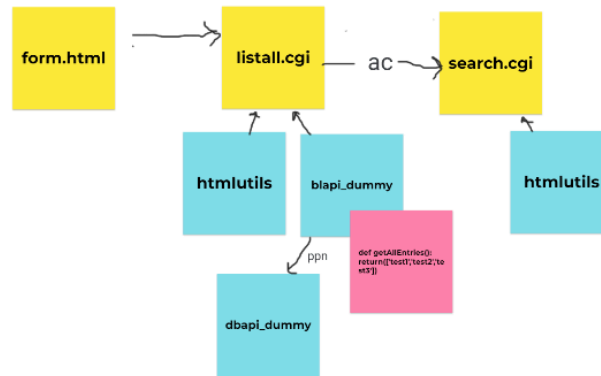 form.html
listall.cgi
ac
search.cgi
htmlutils
blapi_dummy
htmlutils
def getAllEntries():
return(['test1','test2','te
st3'])
ppn
dbapi_dummy